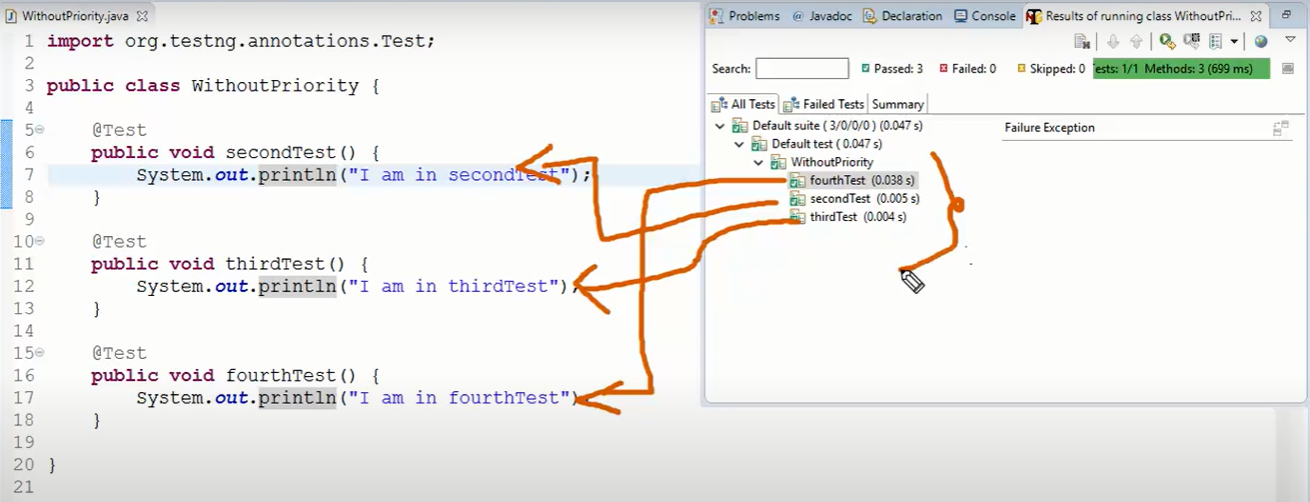 WithoutPriority.java
1 import org.testng.annotations.Test;
2
3 public class WithoutPriority {
4
5 @Test
6 public void secondTest() {
7 System.out.println("I am in secondTest");
8 }
9
10 @Test
11 public void thirdTest() {
12 System.out.println("I am in thirdTest");
13 }
14
15 @Test
16 public void fourthTest() {
17 System.out.println("I am in fourthTest");
18 }
19
20 }
21
Problems @ Javadoc Declaration Console Results of running class WithoutPri...
Search: Passed: 3 Failed: 0 Skipped: 0 ests: 1/1 Methods: 3 (699 ms)
All Tests Failed Tests Summary
Default suite ( 3/0/0/0 ) (0.047 s) Failure Exception
Default test ( 0.047 s)
WithoutPriority
fourthTest (0.038 s)
secondTest (0.005 s)
thirdTest (0.004 s)